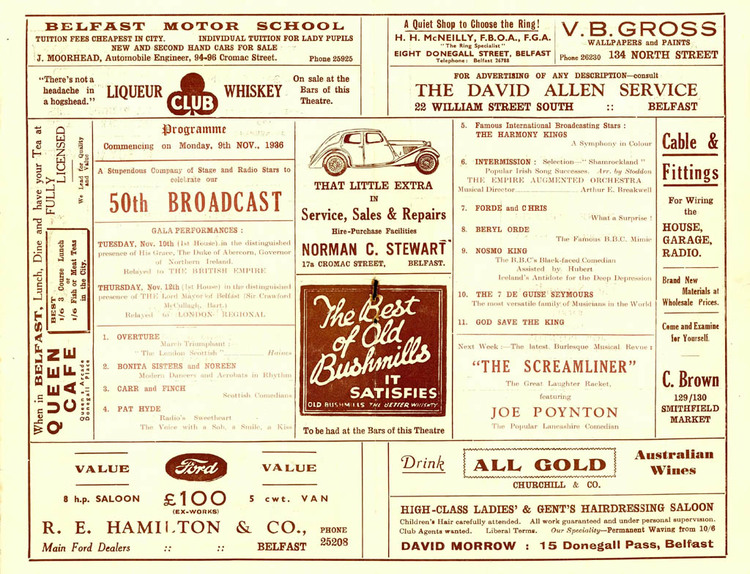 BELFAST MOTOR SCHOOL
TUITION FEES CHEAPEST IN CITY. INDIVIDUAL TUITION FOR LADY PUPILS
NEW AND SECOND HAND CARS FOR SALE
J. MOORHEAD, Automobile Engineer, 94-96 Cromac Street. Phone 25925
A Quiet Shop to Choose the Ring!
H. H. McNEILLY, F.B.O.A., F.G.A.
"The Ring Specialist"
EIGHT DONEGALL STREET, BELFAST
Telephone: Belfast 26788
V. B. GROSS
WALLPAPERS and PAINTS
Phone 26230 134 NORTH STREET
"There's not a
headache in
a hogshead."
LIQUEUR CLUB WHISKEY
On sale at the
Bars of this
Theatre.
FOR ADVERTISING OF ANY DESCRIPTION—consult
THE DAVID ALLEN SERVICE
22 WILLIAM STREET SOUTH :: BELFAST
When in BELFAST, Lunch, Dine and have your Tea at
FULLY LICENSED
We Lead for Quality
and Value
BEST
1/6 3 Course Lunch
or
1/6 Fish or Meat Teas
in the City.
QUEEN CAFE
Queen's Arcade
Donegall Place
Programme
Commencing on Monday, 9th NOV., 1936
A Stupendous Company of Stage and Radio Stars to
celebrate our
50th BROADCAST
GALA PERFORMANCES:
TUESDAY, Nov. 10th (1st House) in the distinguished
presence of His Grace, The Duke of Abercorn, Governor
of Northern Ireland.
Relayed to THE BRITISH EMPIRE
THURSDAY, Nov. 12th (1st House) in the distinguished
presence of THE Lord Mayor of Belfast (Sir Crawford
McCullagh, Bart.)
Relayed to LONDON REGIONAL
1. OVERTURE
March Triumphant:
"The London Scottish" Haines
2. BONITA SISTERS and NOREEN
Modern Dancers and Acrobats in Rhythm
3. CARR and FINCH
Scottish Comedians
4. PAT HYDE
Radio's Sweetheart
The Voice with a Sob, a Smile, a Kiss
THAT LITTLE EXTRA
IN
Service, Sales & Repairs
Hire-Purchase Facilities
NORMAN C. STEWART
17a CROMAC STREET, BELFAST.
The Best
of Old
Bushmills
IT
SATISFIES
OLD BUSHMILLS THE BETTER WHISKY
To be had at the Bars of this Theatre
5. Famous International Broadcasting Stars:
THE HARMONY KINGS
A Symphony in Colour
6. INTERMISSION: Selection—"Shamrockland"
Popular Irish Song Successes. Arr. by Stoddon
THE EMPIRE AUGMENTED ORCHESTRA
Musical Director Arthur E. Breakwell
7. FORDE and CHRIS
What a Surprise!
8. BERYL ORDE
The Famous B.B.C. Mimic
9. NOSMO KING
The B.B.C.'s Black-faced Comedian
Assisted by Hubert
Iceland's Antidote for the Deep Depression
10. THE 7 DE GUISE SEYMOURS
The most versatile family of Musicians in the World
11. GOD SAVE THE KING
Next Week:—The latest Burlesque Musical Revue:
"THE SCREAMLINER"
The Great Laughter Racket,
featuring
JOE POYNTON
The Popular Lancashire Comedian
Cable &
Fittings
For Wiring
the
HOUSE,
GARAGE,
RADIO.
Brand New
Materials at
Wholesale Prices.
Come and Examine
for Yourself.
C. Brown
129/130
SMITHFIELD
MARKET
VALUE Ford VALUE
8 h.p. SALOON £100 5 cwt. VAN
(EX-WORKS)
R. E. HAMILTON & CO., PHONE
25208
Main Ford Dealers :: :: BELFAST
Drink ALL GOLD Australian
Wines
CHURCHILL & CO.
HIGH-CLASS LADIES' & GENT'S HAIRDRESSING SALOON
Children's Hair carefully attended. All work guaranteed and under personal supervision.
Club Agents wanted. Liberal Terms. Our Speciality—Permanent Waving from 10/6
DAVID MORROW : 15 Donegall Pass, Belfast